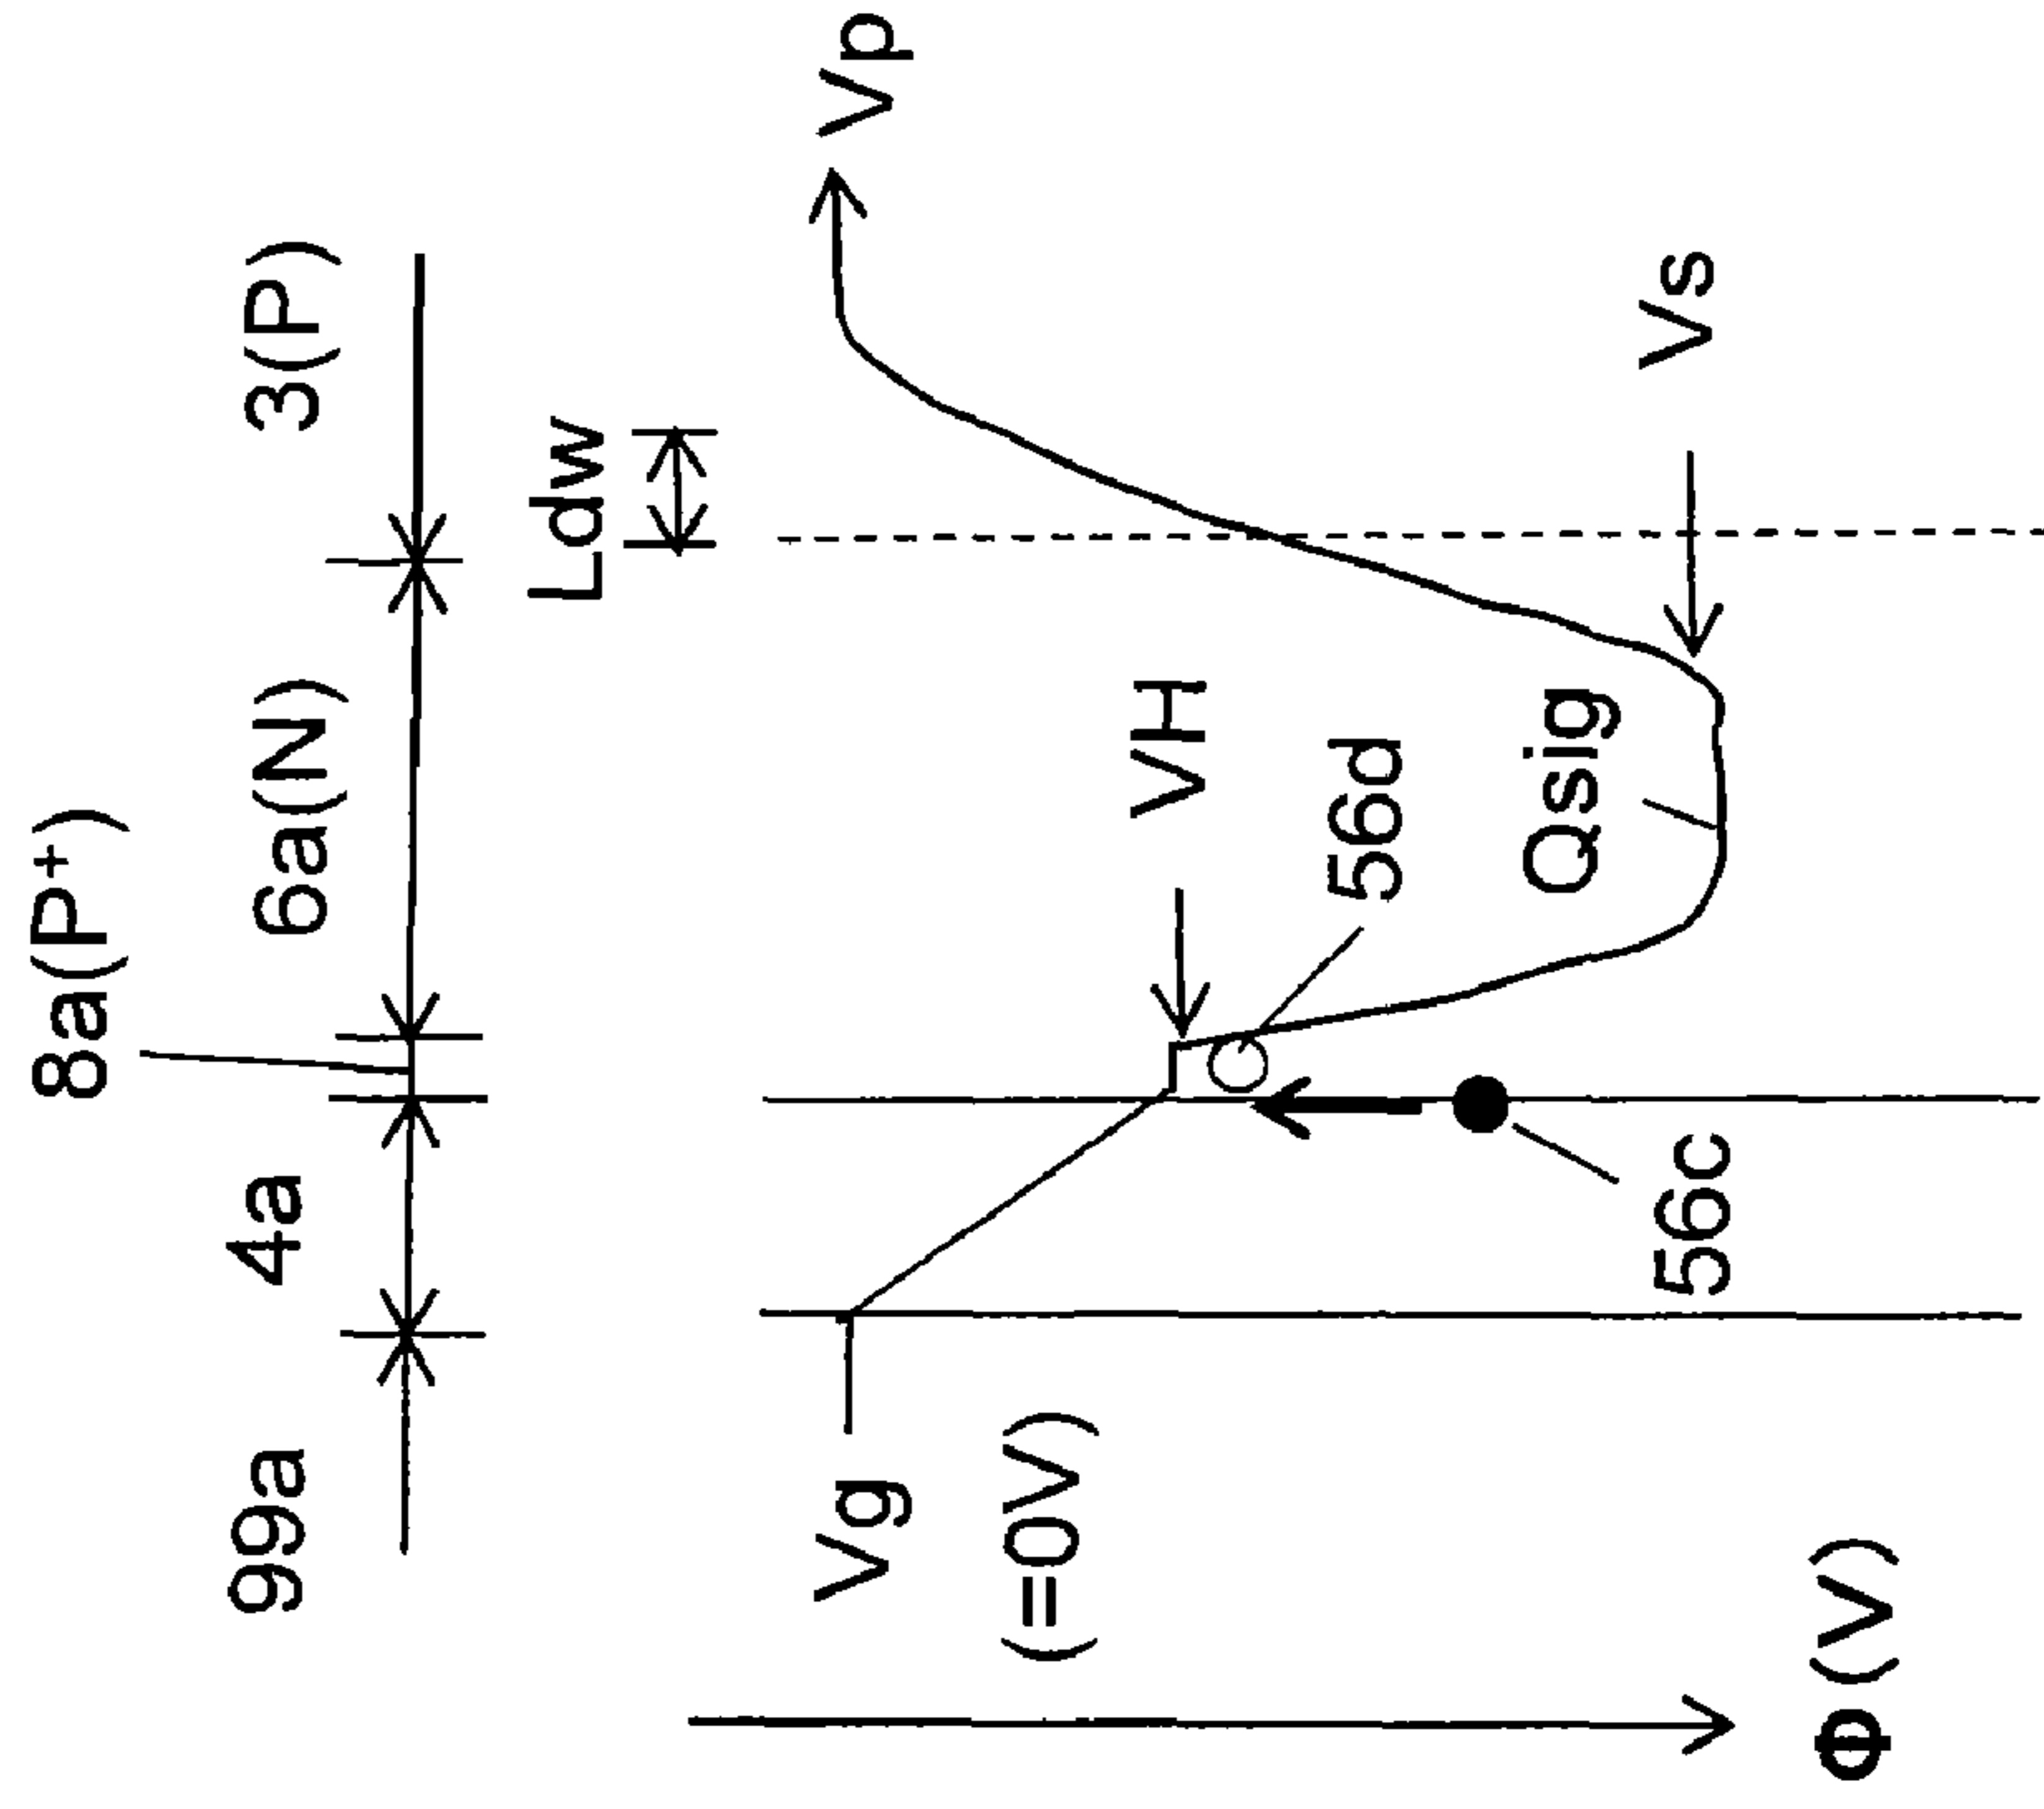 8a(P⁺)
99a
4a
6a(N)
3(P)
Ldw
Vg
(=0V)
Vp
VH
56d
Qsig
56c
Vs
Φ(V)